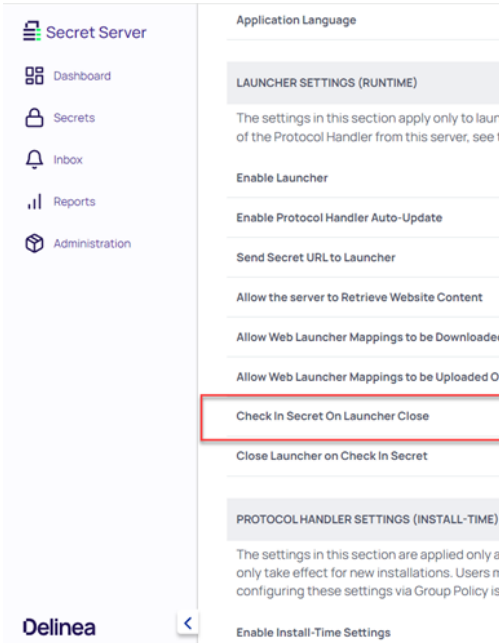 Secret Server
Dashboard
Secrets
Inbox
Reports
Administration
Delinea
Application Language
LAUNCHER SETTINGS (RUNTIME)
The settings in this section apply only to
of the Protocol Handler from this server, see
Enable Launcher
Enable Protocol Handler Auto-Update
Send Secret URL to Launcher
Allow the server to Retrieve Website Content
Allow Web Launcher Mappings to be Downloaded
Allow Web Launcher Mappings to be Uploaded
Check In Secret On Launcher Close
Close Launcher on Check In Secret
PROTOCOL HANDLER SETTINGS (INSTALL-TIME)
The settings in this section are applied only
only take effect for new installations. Users
configuring these settings via Group Policy is
Enable Install-Time Settings